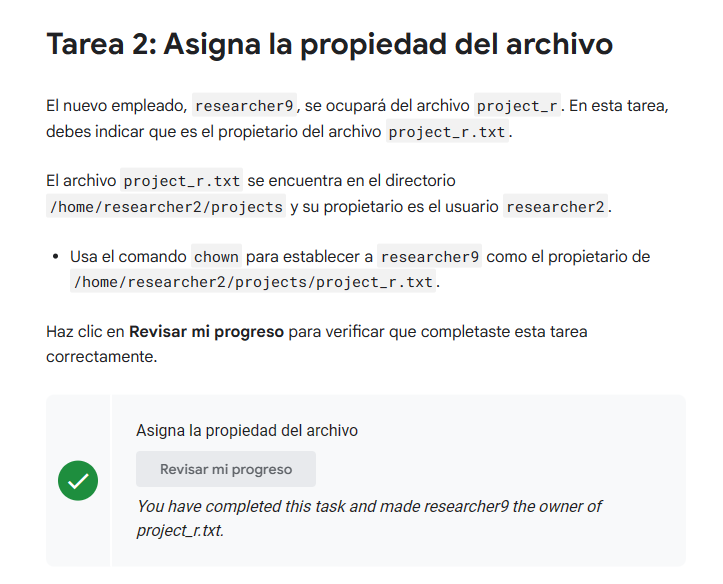 Tarea 2: Asigna la propiedad del archivo
El nuevo empleado, researcher9, se ocupará del archivo project_r. En esta tarea,
debes indicar que es el propietario del archivo project_r.txt.
El archivo project_r.txt se encuentra en el directorio
/home/researcher2/projects y su propietario es el usuario researcher2.
• Usa el comando chown para establecer a researcher9 como el propietario de
/home/researcher2/projects/project_r.txt.
Haz clic en Revisar mi progreso para verificar que completaste esta tarea
correctamente.
Asigna la propiedad del archivo
Revisar mi progreso
You have completed this task and made researcher9 the owner of
project_r.txt.